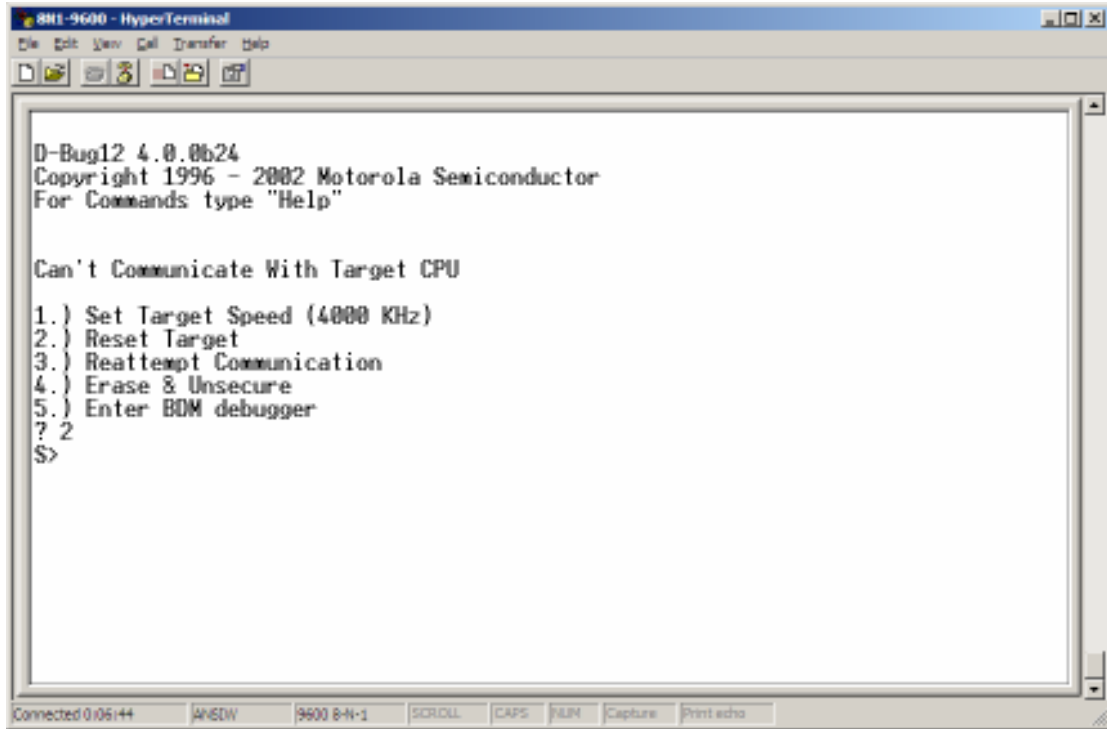 8N1-9600 - HyperTerminal
File Edit View Call Transfer Help
D-Bug12 4.0.0b24
Copyright 1996 - 2002 Motorola Semiconductor
For Commands type "Help"
Can't Communicate With Target CPU
1.) Set Target Speed (4000 KHz)
2.) Reset Target
3.) Reattempt Communication
4.) Erase & Unsecure
5.) Enter BDM debugger
? 2
S>
Connected 0:06:44 ANSIW 9600 8-N-1 SCROLL CAPS NUM Capture Print echo